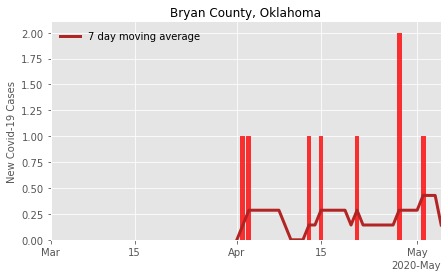 Bryan County, Oklahoma
7 day moving average
New Covid-19 Cases
2.00
1.75
1.50
1.25
1.00
0.75
0.50
0.25
0.00
Mar 15 Apr 15 May
2020-May